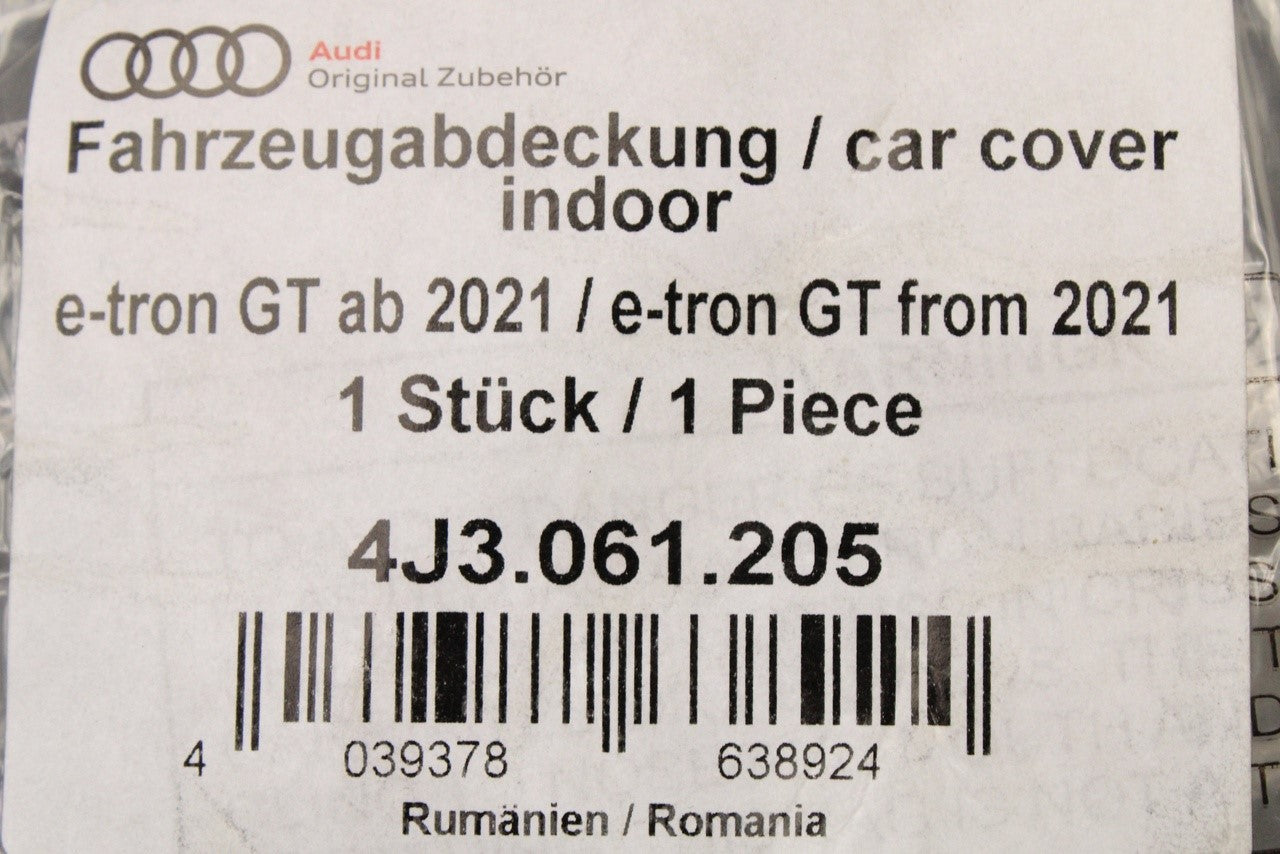 Audi
Original Zubehör
Fahrzeugabdeckung / car cover
indoor
e-tron GT ab 2021 / e-tron GT from 2021
1 Stück / 1 Piece
4J3.061.205
4 039378 638924
Rumänien / Romania